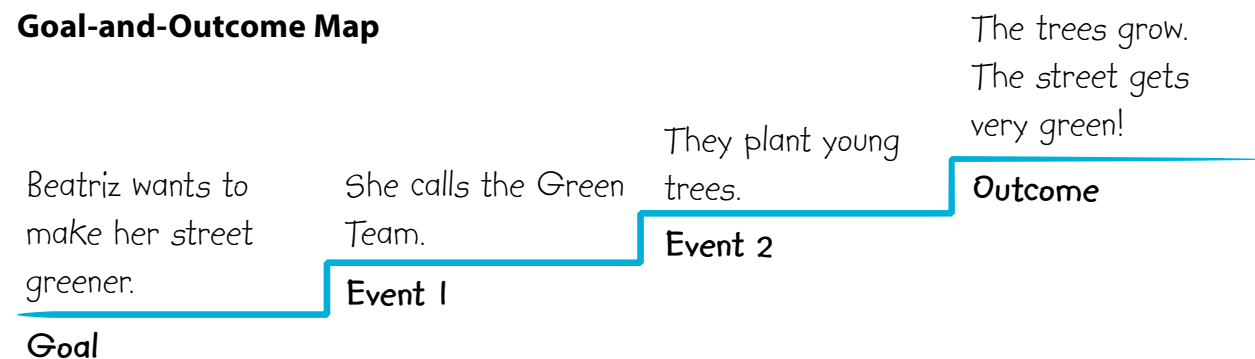 Goal-and-Outcome Map
Beatriz wants to
make her street
greener.
Goal
She calls the Green
Team.
Event 1
They plant young
trees.
Event 2
The trees grow.
The street gets
very green!
Outcome